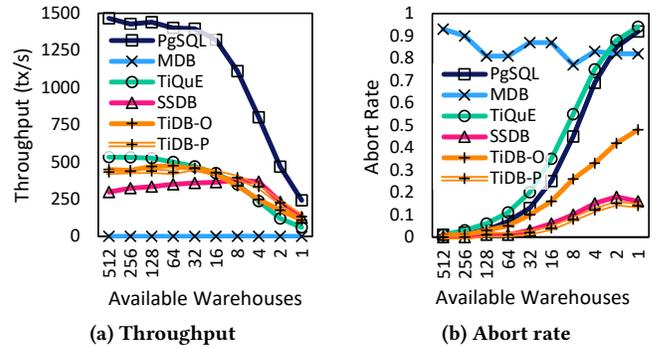 1500
1250
1000
750
500
250
0
Throughput (tx/s)
PgSQL
MDB
TiQuE
SSDB
TiDB-O
TiDB-P
512
256
128
64
32
16
8
4
2
1
Available Warehouses
(a) Throughput
1
0.9
0.8
0.7
0.6
0.5
0.4
0.3
0.2
0.1
0
Abort Rate
PgSQL
MDB
TiQuE
SSDB
TiDB-O
TiDB-P
512
256
128
64
32
16
8
4
2
1
Available Warehouses
(b) Abort rate